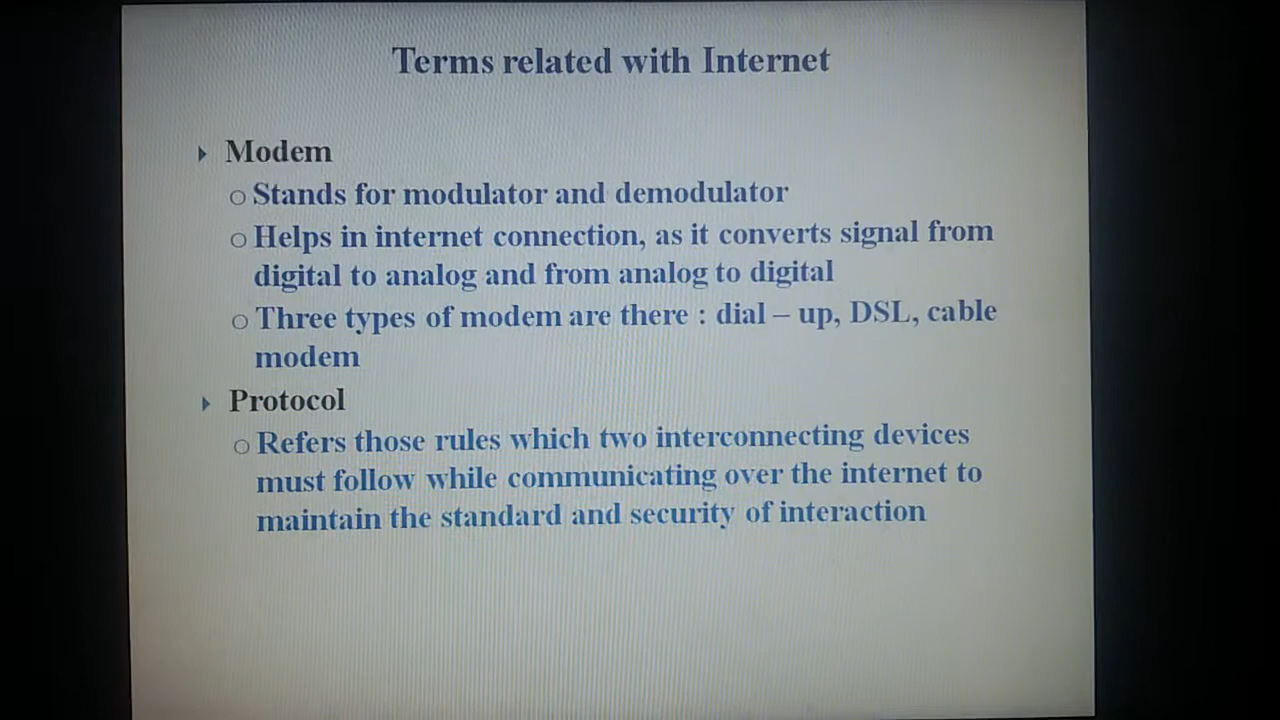 Terms related with Internet
Modem
Stands for modulator and demodulator
Helps in internet connection, as it converts signal from
digital to analog and from analog to digital
Three types of modem are there : dial – up, DSL, cable
modem
Protocol
Refers those rules which two interconnecting devices
must follow while communicating over the internet to
maintain the standard and security of interaction